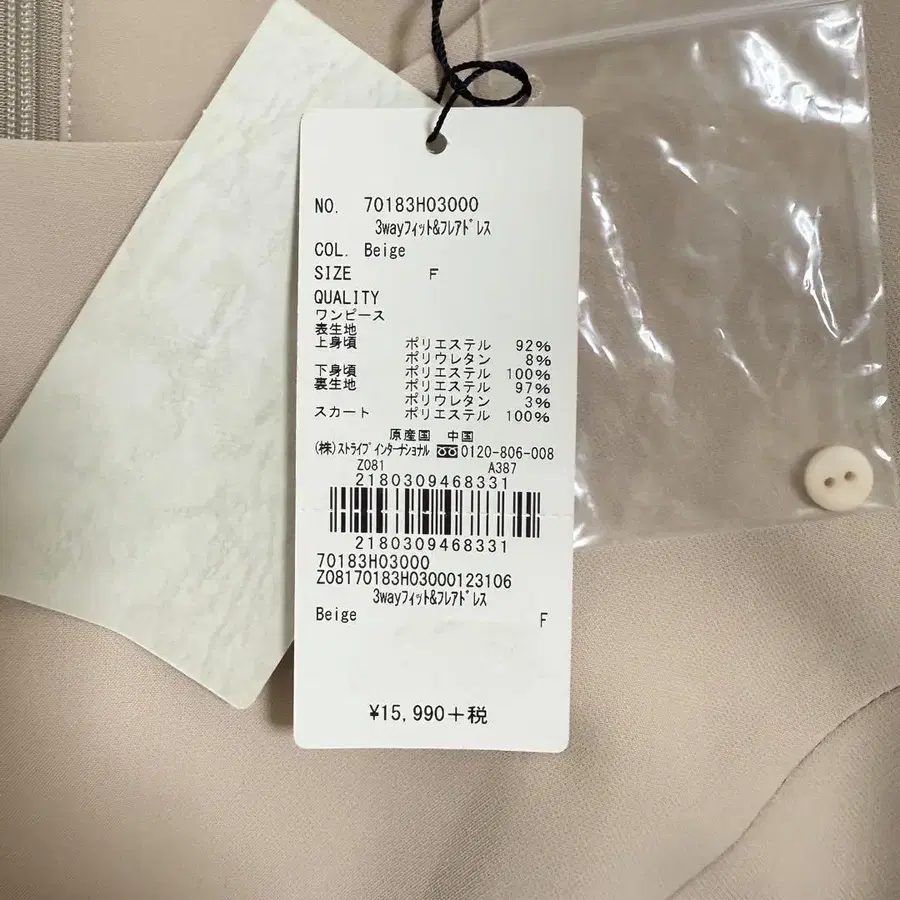 NO. 70183H03000
3wayﾌｨｯﾄ&ﾌﾚｱﾄﾞﾚｽ
COL. Beige
SIZE F
QUALITY
ワンピース
表生地
上身頃 ポリエステル 92%
ポリウレタン 8%
下身頃 ポリエステル 100%
裏生地 ポリエステル 97%
ポリウレタン 3%
スカート ポリエステル 100%
原産国 中国
(株)ｽﾄﾗｲﾌﾟｲﾝﾀｰﾅｼｮﾅﾙ 0120-806-008
Z081 A387
2180309468331
2180309468331
70183H03000
Z08170183H03000123106
3wayﾌｨｯﾄ&ﾌﾚｱﾄﾞﾚｽ
Beige F
¥15,990+税